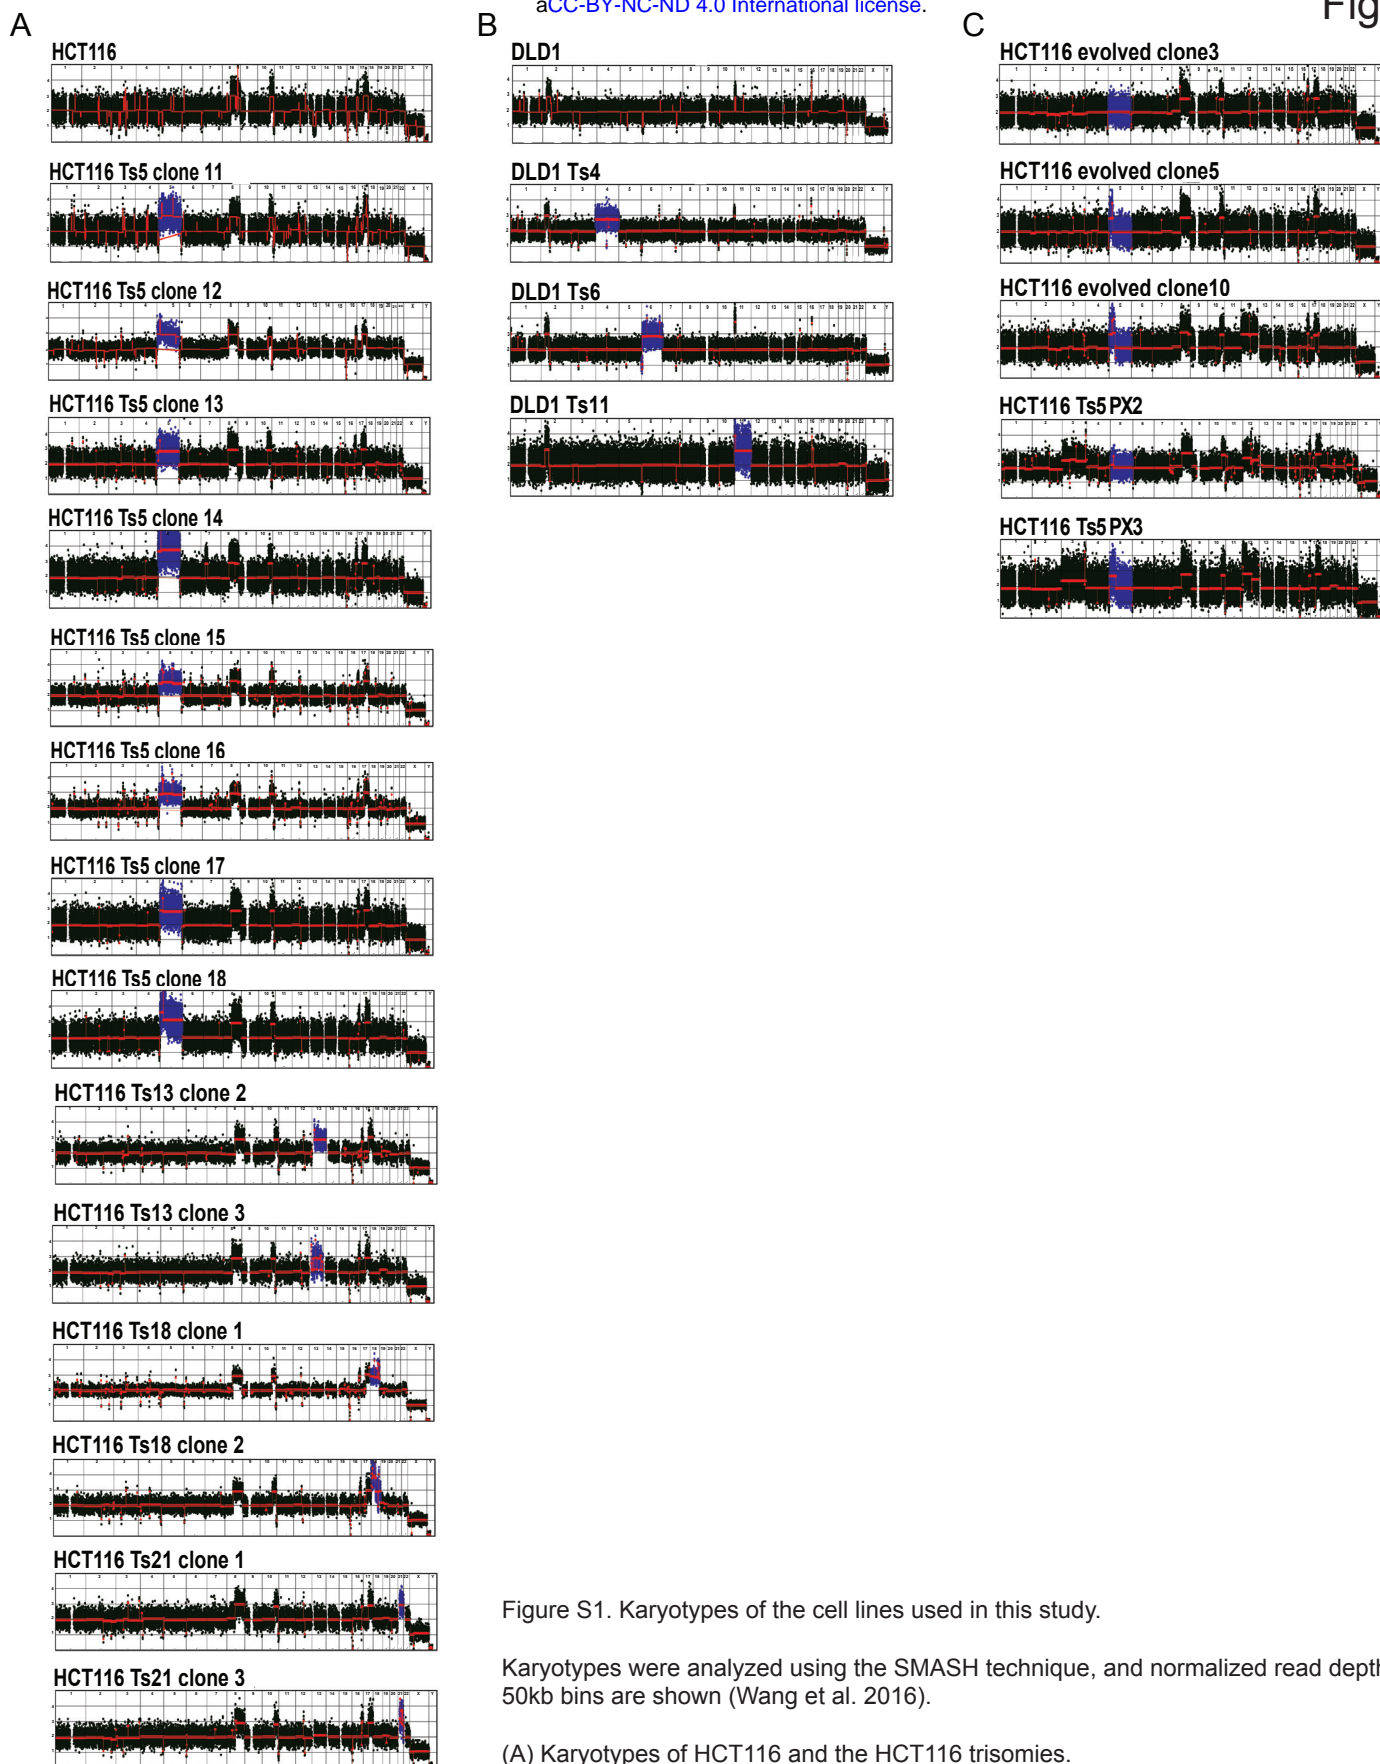 aCC-BY-NC-ND 4.0 International license.
Fig
A
HCT116
HCT116 Ts5 clone 11
HCT116 Ts5 clone 12
HCT116 Ts5 clone 13
HCT116 Ts5 clone 14
HCT116 Ts5 clone 15
HCT116 Ts5 clone 16
HCT116 Ts5 clone 17
HCT116 Ts5 clone 18
HCT116 Ts13 clone 2
HCT116 Ts13 clone 3
HCT116 Ts18 clone 1
HCT116 Ts18 clone 2
HCT116 Ts21 clone 1
HCT116 Ts21 clone 3
B
DLD1
DLD1 Ts4
DLD1 Ts6
DLD1 Ts11
C
HCT116 evolved clone3
HCT116 evolved clone5
HCT116 evolved clone10
HCT116 Ts5 PX2
HCT116 Ts5 PX3
Figure S1. Karyotypes of the cell lines used in this study.
Karyotypes were analyzed using the SMASH technique, and normalized read depth
50kb bins are shown (Wang et al. 2016).
(A) Karyotypes of HCT116 and the HCT116 trisomies.